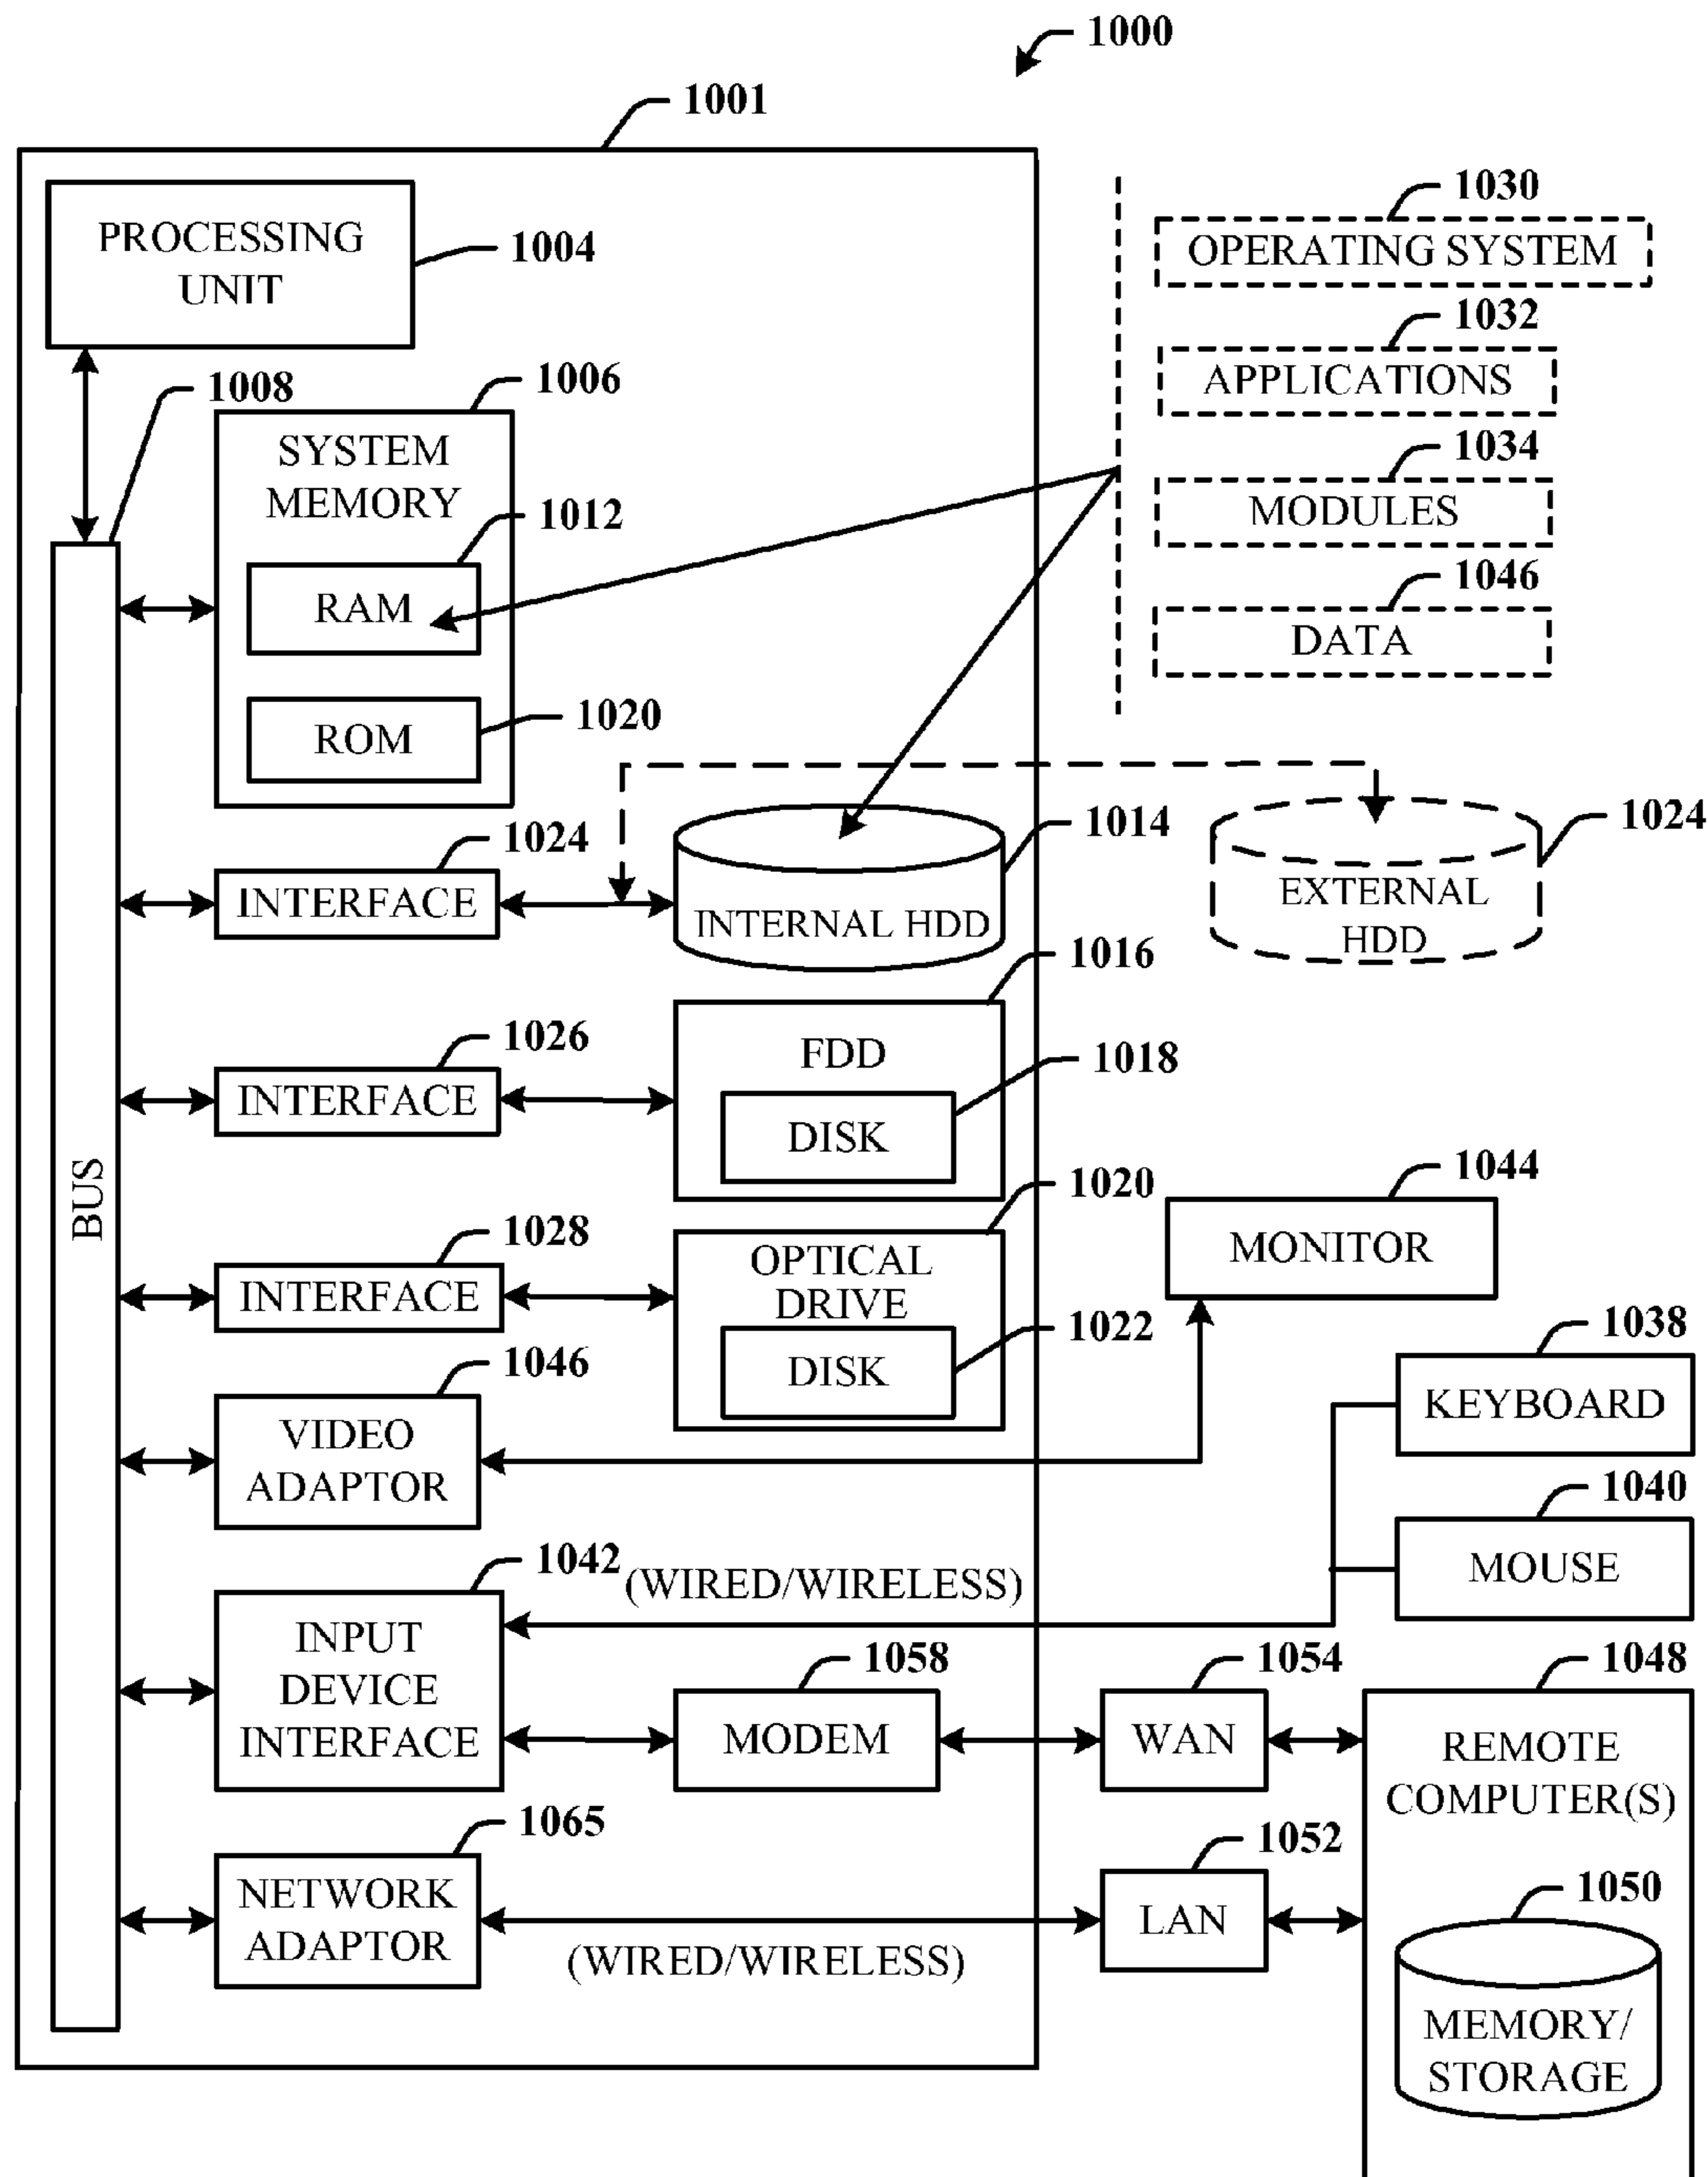 1000
1001
PROCESSING
UNIT
1004
1030
OPERATING SYSTEM
1032
APPLICATIONS
1034
MODULES
1046
DATA
1008
1006
SYSTEM
MEMORY
1012
RAM
1020
ROM
BUS
1024
INTERFACE
1014
INTERNAL HDD
1024
EXTERNAL
HDD
1026
INTERFACE
1016
FDD
1018
DISK
1028
INTERFACE
1020
OPTICAL
DRIVE
1022
DISK
1044
MONITOR
1046
VIDEO
ADAPTOR
1038
KEYBOARD
1040
MOUSE
1042
(WIRED/WIRELESS)
INPUT
DEVICE
INTERFACE
1058
MODEM
1054
WAN
1048
REMOTE
COMPUTER(S)
1065
NETWORK
ADAPTOR
(WIRED/WIRELESS)
1052
LAN
1050
MEMORY/
STORAGE